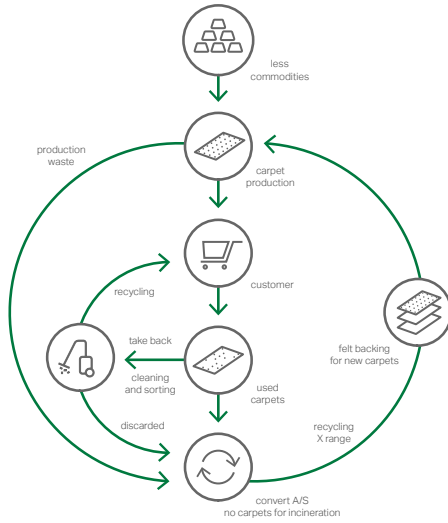 less
commodities
production
waste
carpet
production
customer
recycling
take back
cleaning
and sorting
used
carpets
felt backing
for new carpets
discarded
recycling
X range
convert A/S
no carpets for incineration